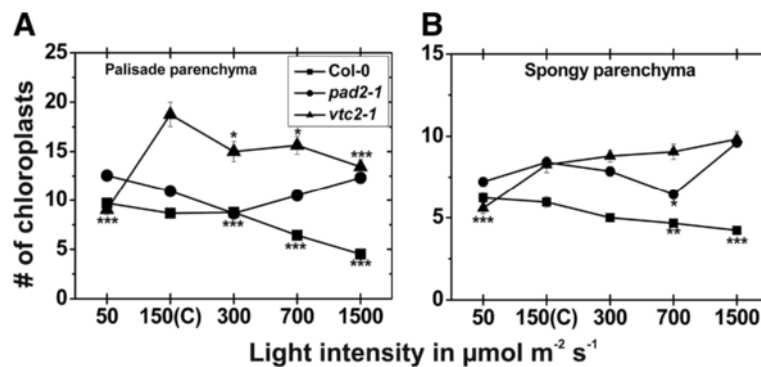 A
B
Palisade parenchyma
Col-0
pad2-1
vtc2-1
Spongy parenchyma
# of chloroplasts
25
20
15
10
5
0
*
*
***
***
***
***
***
15
10
5
0
***
*
**
***
50 150(C) 300 700 1500
50 150(C) 300 700 1500
Light intensity in µmol m⁻² s⁻¹